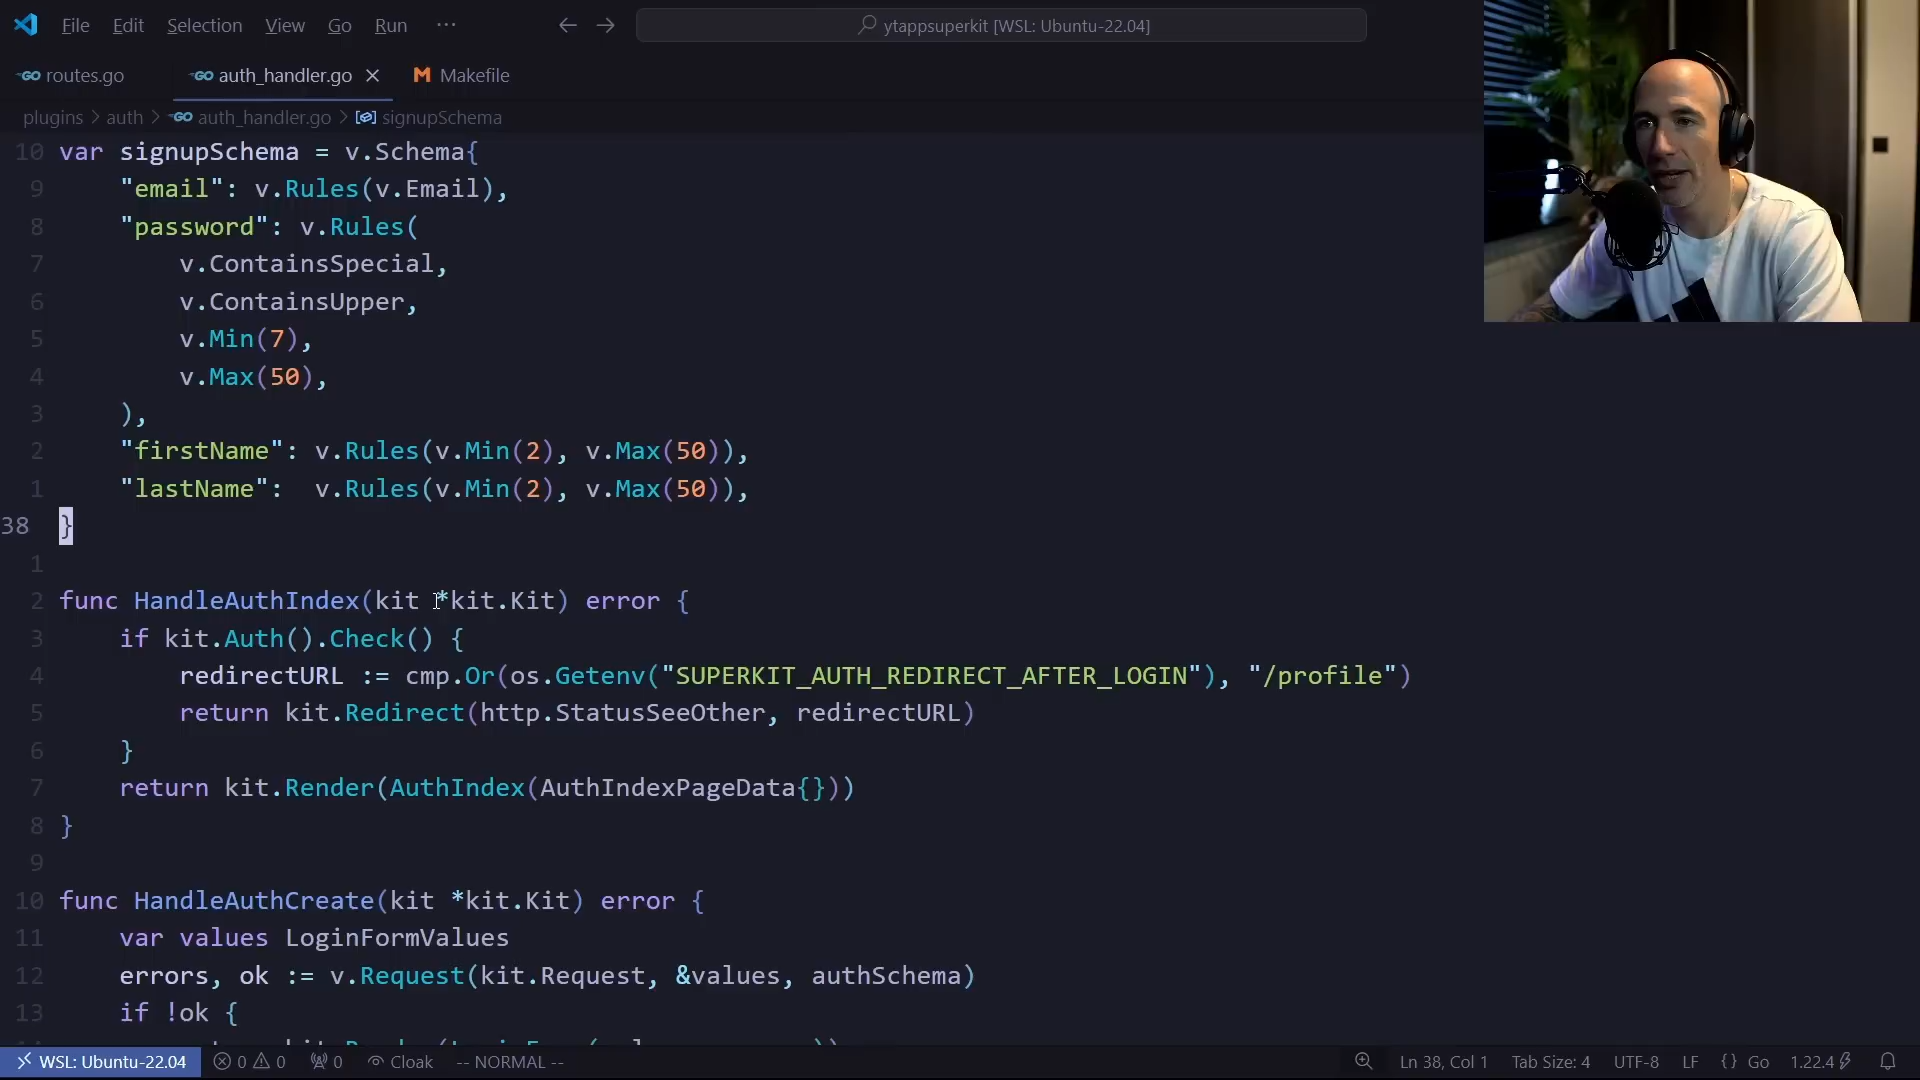 File Edit Selection View Go Run ··· ytappsuperkit [WSL: Ubuntu-22.04]
routes.go auth_handler.go Makefile
plugins > auth > auth_handler.go > signupSchema
10 var signupSchema = v.Schema{
9 "email": v.Rules(v.Email),
8 "password": v.Rules(
7 v.ContainsSpecial,
6 v.ContainsUpper,
5 v.Min(7),
4 v.Max(50),
3 ),
2 "firstName": v.Rules(v.Min(2), v.Max(50)),
1 "lastName":  v.Rules(v.Min(2), v.Max(50)),
38 }
1
2 func HandleAuthIndex(kit *kit.Kit) error {
3 if kit.Auth().Check() {
4 redirectURL := cmp.Or(os.Getenv("SUPERKIT_AUTH_REDIRECT_AFTER_LOGIN"), "/profile")
5 return kit.Redirect(http.StatusSeeOther, redirectURL)
6 }
7 return kit.Render(AuthIndex(AuthIndexPageData{}))
8 }
9
10 func HandleAuthCreate(kit *kit.Kit) error {
11 var values LoginFormValues
12 errors, ok := v.Request(kit.Request, &values, authSchema)
13 if !ok {
WSL: Ubuntu-22.04 0 0 0 Cloak -- NORMAL -- Ln 38, Col 1 Tab Size: 4 UTF-8 LF {} Go 1.22.4